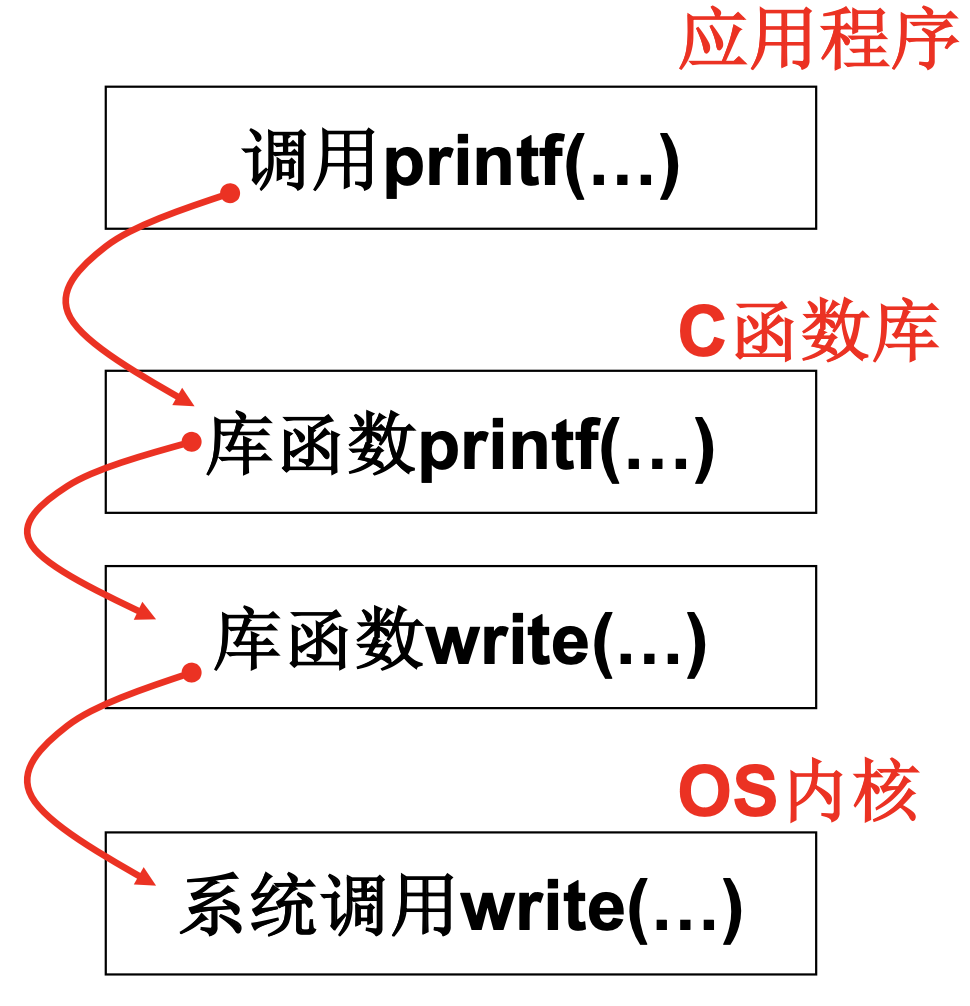 应用程序
调用printf(…)
C函数库
库函数printf(…)
库函数write(…)
OS内核
系统调用write(…)